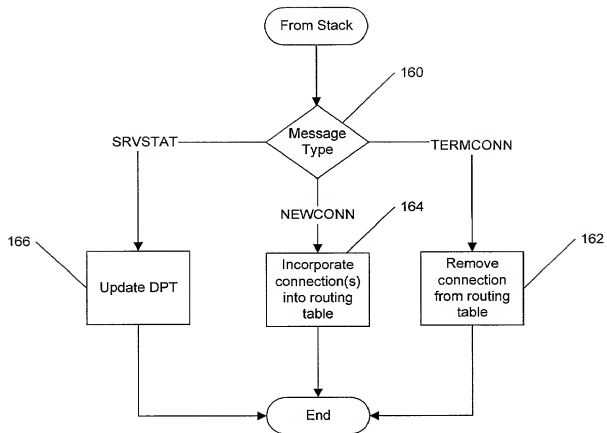 From Stack
160
Message
Type
SRVSTAT
TERMCONN
NEWCONN
164
166
162
Update DPT
Incorporate
connection(s)
into routing
table
Remove
connection
from routing
table
End